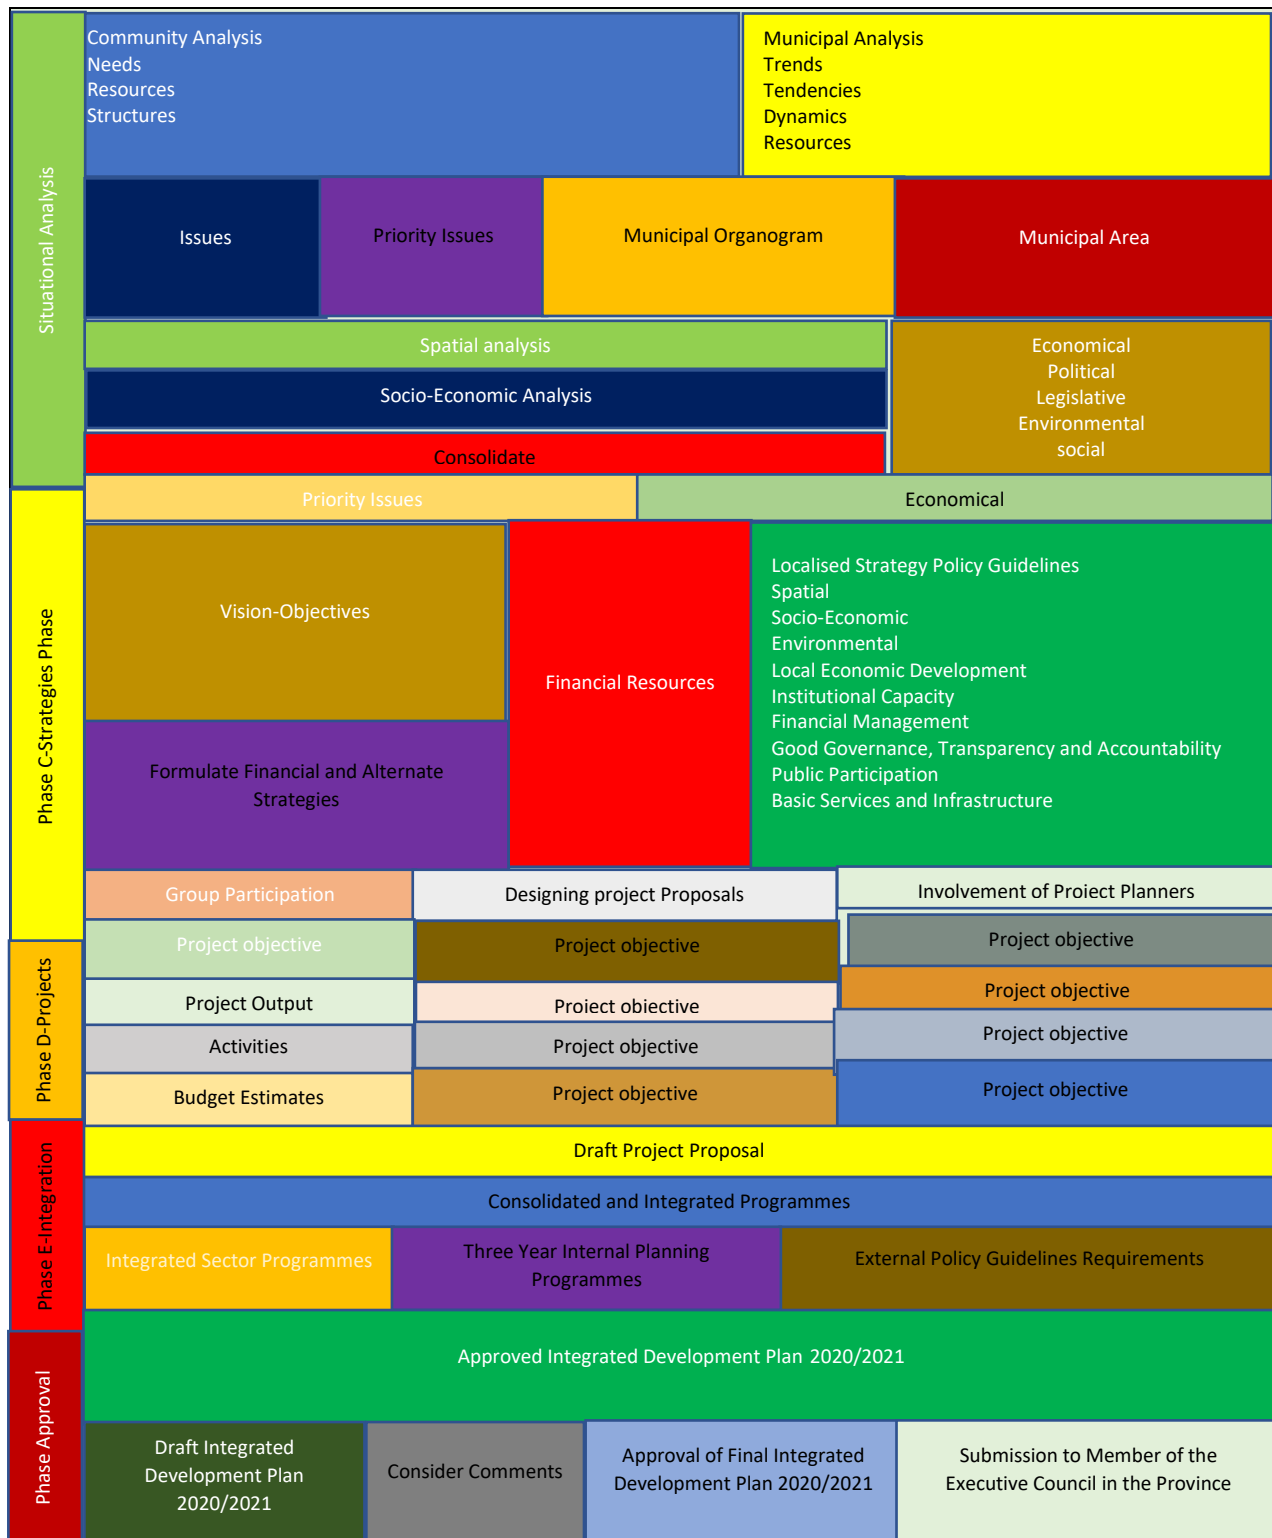 Situational Analysis
Community Analysis
Needs
Resources
Structures
Municipal Analysis
Trends
Tendencies
Dynamics
Resources
Issues
Priority Issues
Municipal Organogram
Municipal Area
Spatial analysis
Socio-Economic Analysis
Consolidate
Economical
Political
Legislative
Environmental
social
Phase C-Strategies Phase
Priority Issues
Economical
Vision-Objectives
Formulate Financial and Alternate
Strategies
Financial Resources
Localised Strategy Policy Guidelines
Spatial
Socio-Economic
Environmental
Local Economic Development
Institutional Capacity
Financial Management
Good Governance, Transparency and Accountability
Public Participation
Basic Services and Infrastructure
Group Participation
Designing project Proposals
Involvement of Project Planners
Phase D-Projects
Project objective
Project objective
Project objective
Project Output
Project objective
Project objective
Activities
Project objective
Project objective
Budget Estimates
Project objective
Project objective
Phase E-Integration
Draft Project Proposal
Consolidated and Integrated Programmes
Integrated Sector Programmes
Three Year Internal Planning
Programmes
External Policy Guidelines Requirements
Phase Approval
Approved Integrated Development Plan 2020/2021
Draft Integrated
Development Plan
2020/2021
Consider Comments
Approval of Final Integrated
Development Plan 2020/2021
Submission to Member of the
Executive Council in the Province